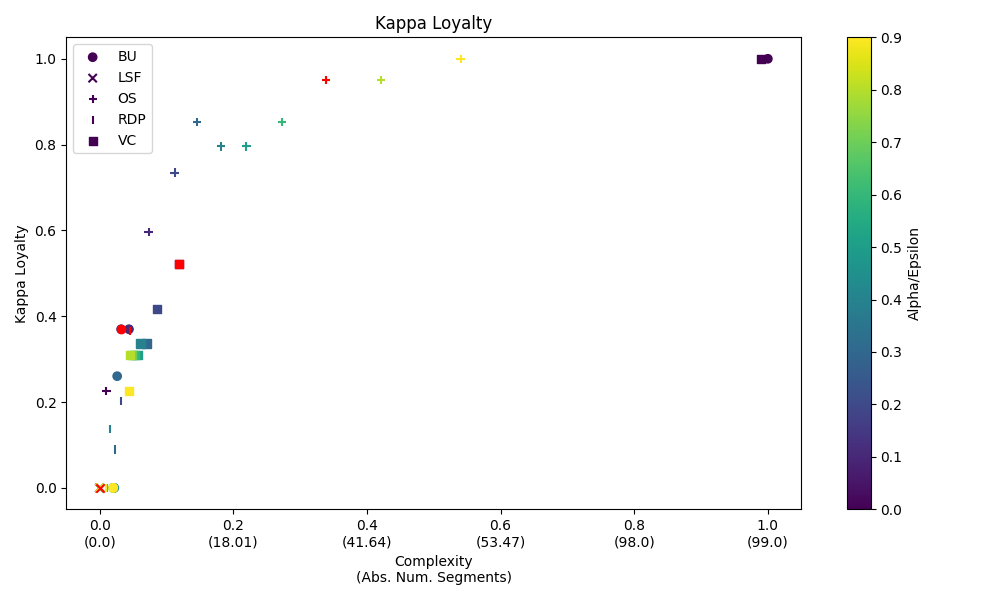 Kappa Loyalty
BU
LSF
OS
RDP
VC
Kappa Loyalty
1.0
0.8
0.6
0.4
0.2
0.0
0.0 0.2 0.4 0.6 0.8 1.0
(0.0) (18.01) (41.64) (53.47) (98.0) (99.0)
Complexity
(Abs. Num. Segments)
0.9
0.8
0.7
0.6
0.5
0.4
0.3
0.2
0.1
0.0
Alpha/Epsilon